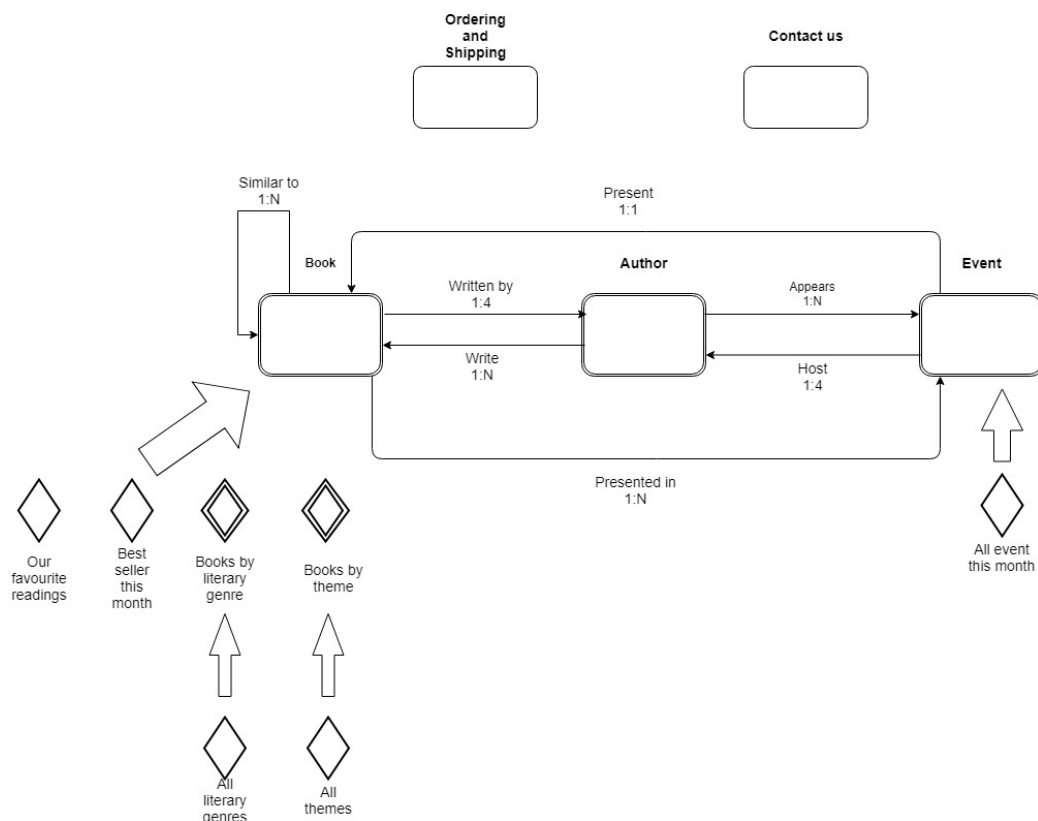 Ordering
and
Shipping
Contact us
Similar to
1:N
Present
1:1
Book
Author
Event
Written by
1:4
Appears
1:N
Write
1:N
Host
1:4
Presented in
1:N
Our
favourite
readings
Best
seller
this
month
Books by
literary
genre
Books by
theme
All event
this month
All
literary
genres
All
themes